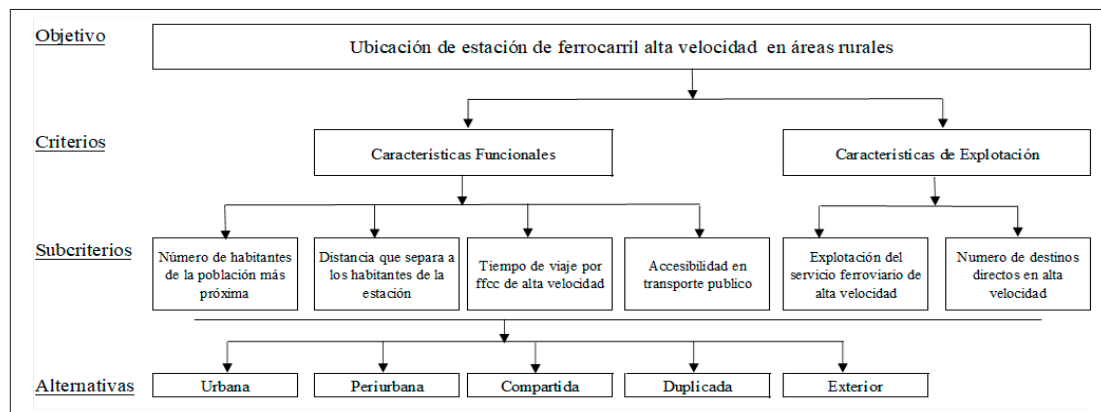 Objetivo
Ubicación de estación de ferrocarril alta velocidad en áreas rurales
Criterios
Caracteristicas Funcionales
Características de Explotación
Subcriterios
Número de habitantes
de la población más
próxima
Distancia que separa a
los habitantes de la
estación
Tiempo de viaje por
ffcc de alta velocidad
Accesibilidad en
transporte publico
Explotación del
servicio ferroviario de
alta velocidad
Numero de destinos
directos en alta
velocidad
Alternativas
Urbana
Periurbana
Compartida
Duplicada
Exterior